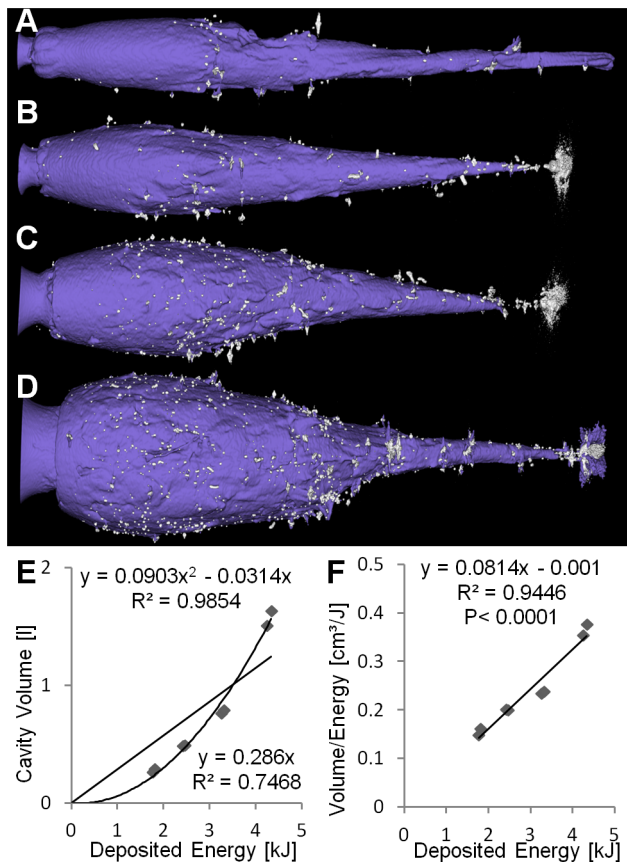 A
B
C
D
E
y = 0.0903x² - 0.0314x
R² = 0.9854
y = 0.286x
R² = 0.7468
Cavity Volume [l]
2
1
0
0 1 2 3 4 5
Deposited Energy [kJ]
F
y = 0.0814x - 0.001
R² = 0.9446
P< 0.0001
Volume/Energy [cm³/J]
0.5
0.4
0.3
0.2
0.1
0
0 1 2 3 4 5
Deposited Energy [kJ]